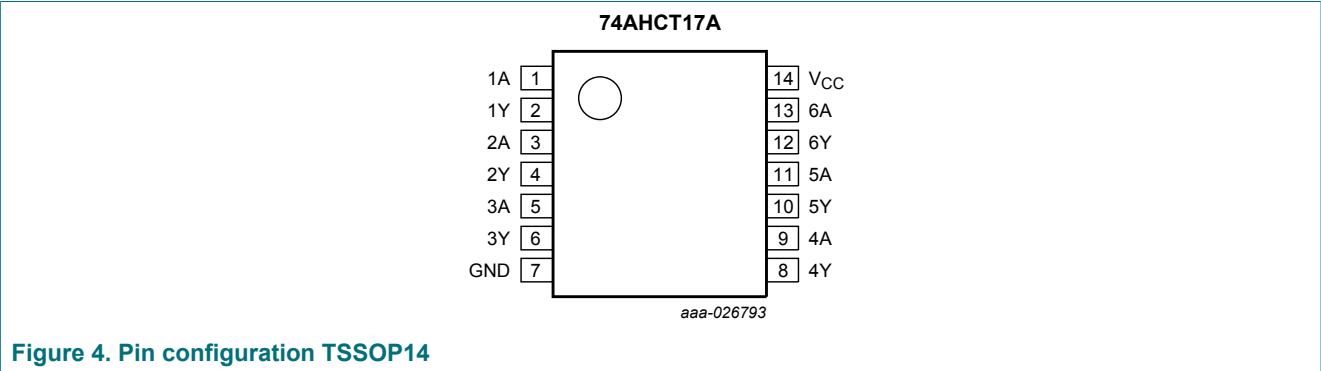 74AHCT17A
1A 1 14 VCC
1Y 2 13 6A
2A 3 12 6Y
2Y 4 11 5A
3A 5 10 5Y
3Y 6 9 4A
GND 7 8 4Y
aaa-026793
Figure 4. Pin configuration TSSOP14